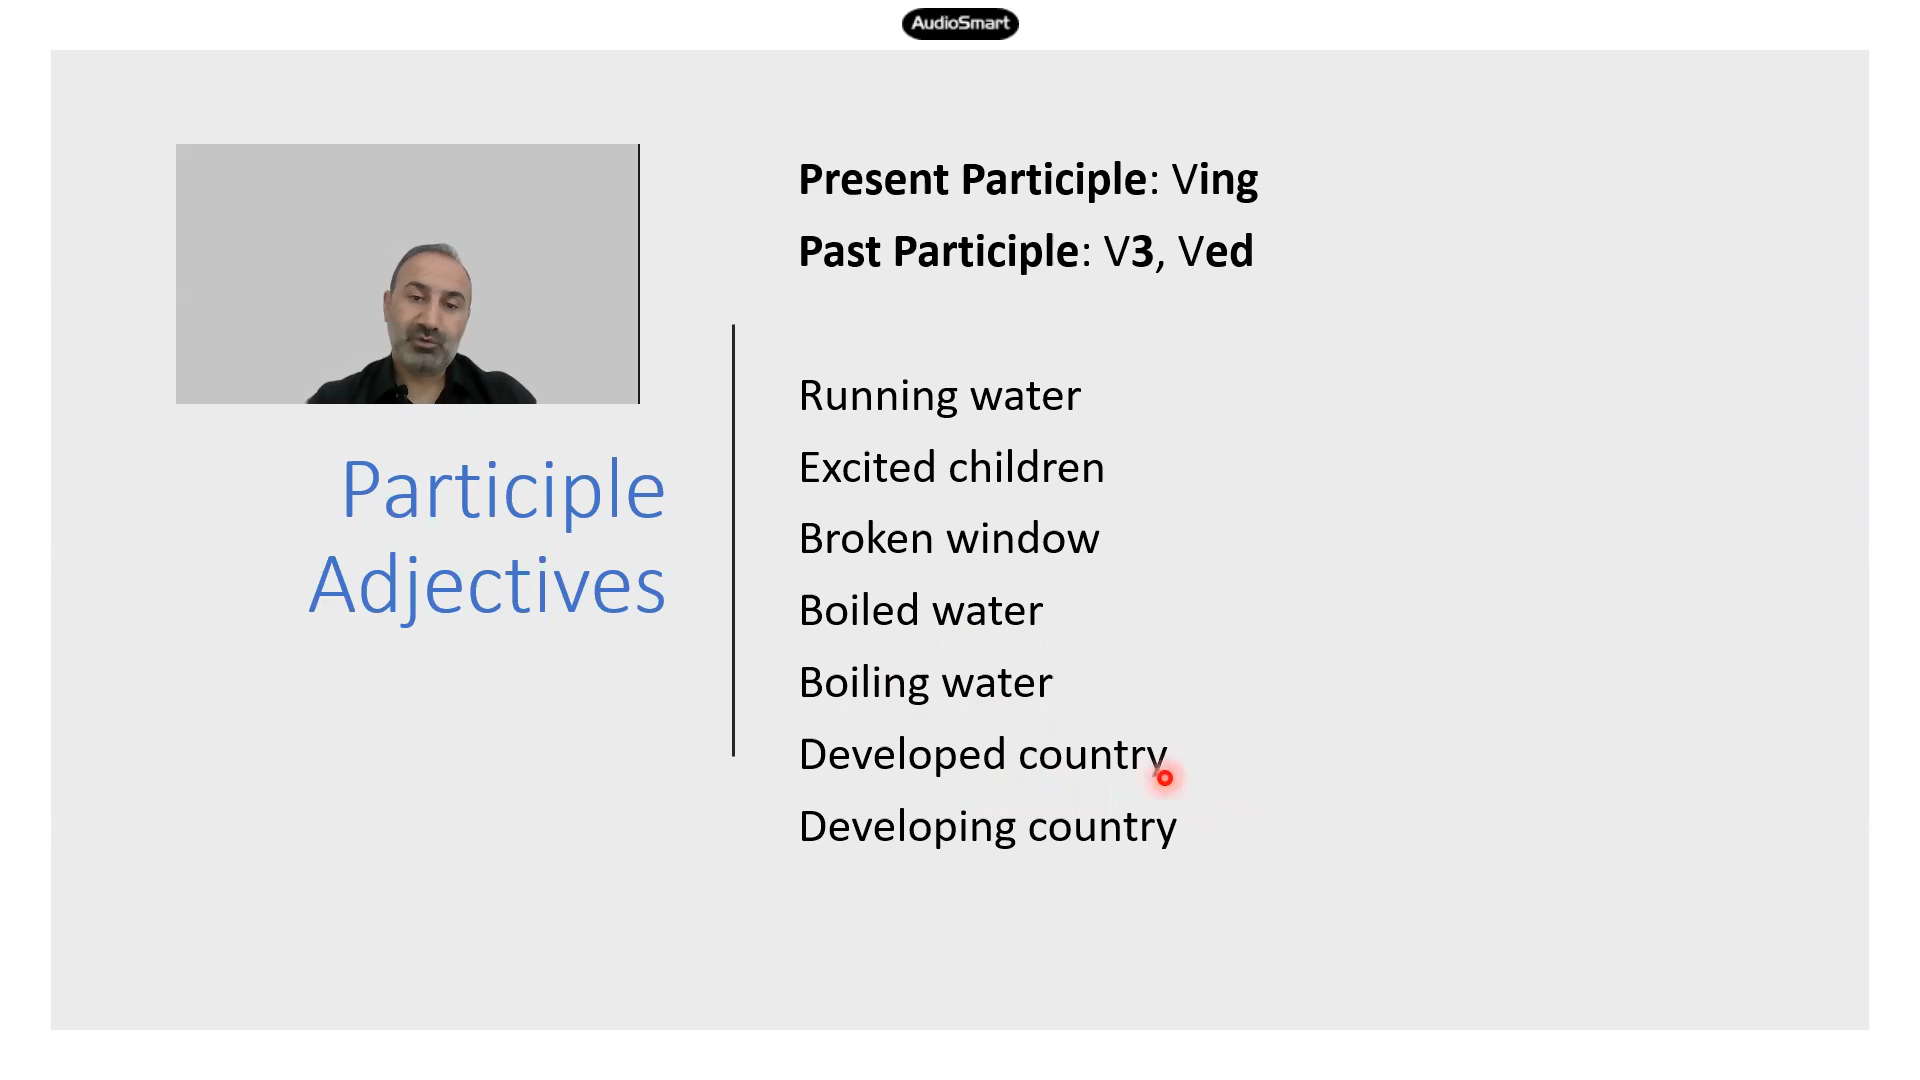 AudioSmart
Present Participle: Ving
Past Participle: V3, Ved
Participle
Adjectives
Running water
Excited children
Broken window
Boiled water
Boiling water
Developed country
Developing country